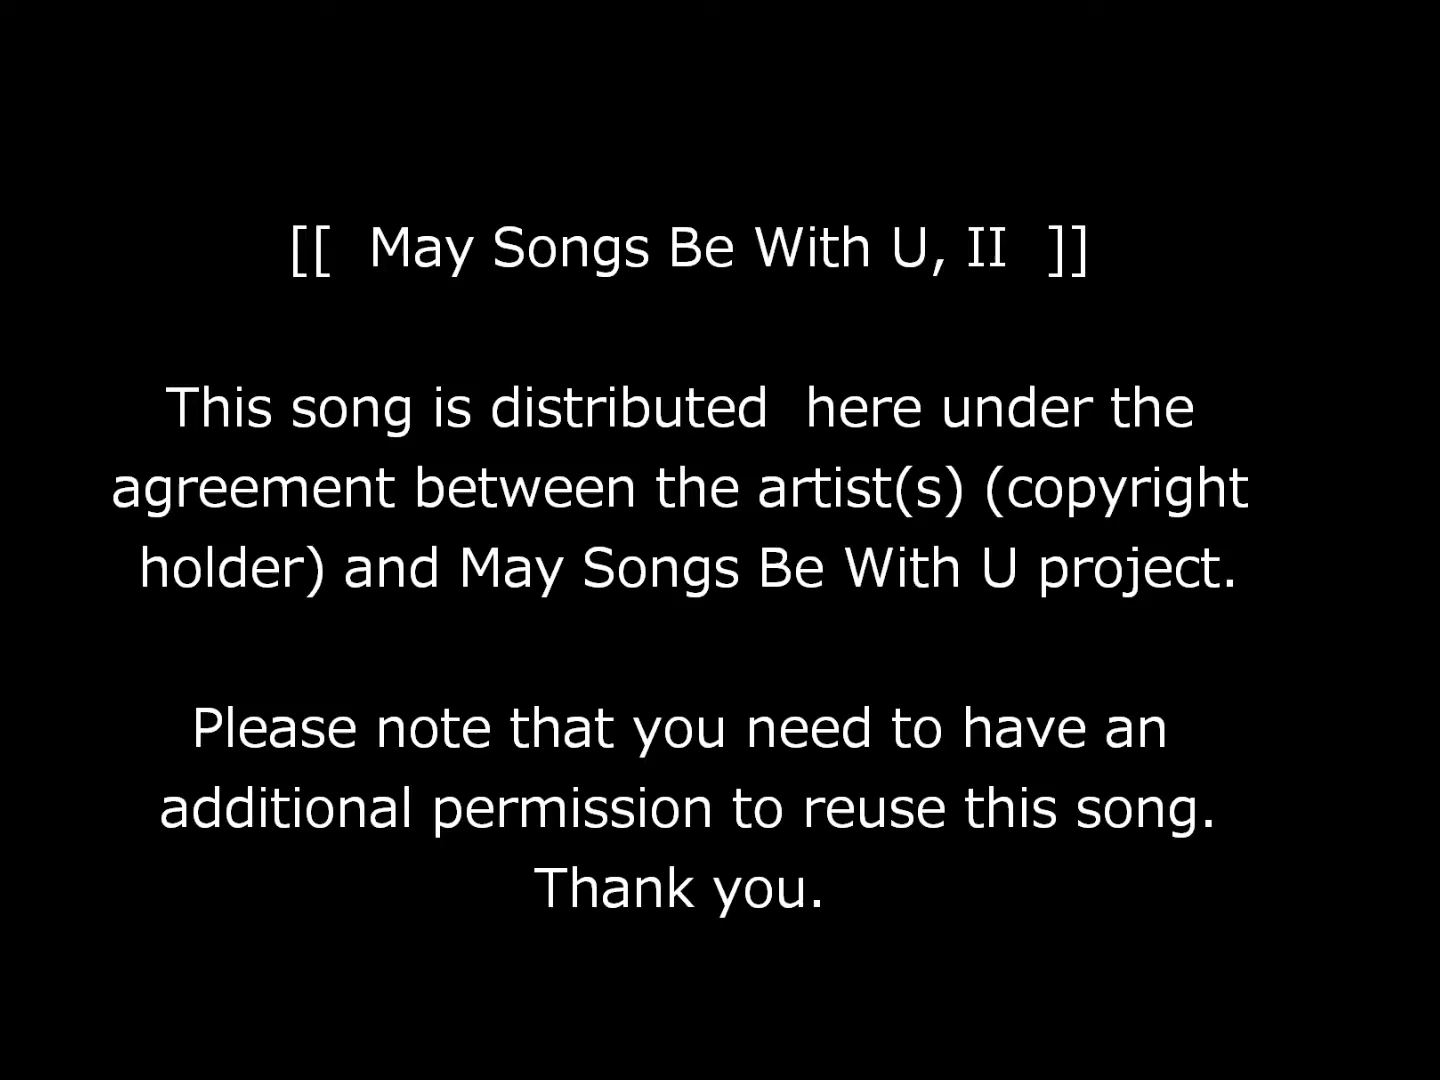 [[  May Songs Be With U, II  ]]
This song is distributed  here under the
agreement between the artist(s) (copyright
holder) and May Songs Be With U project.
Please note that you need to have an
additional permission to reuse this song.
Thank you.